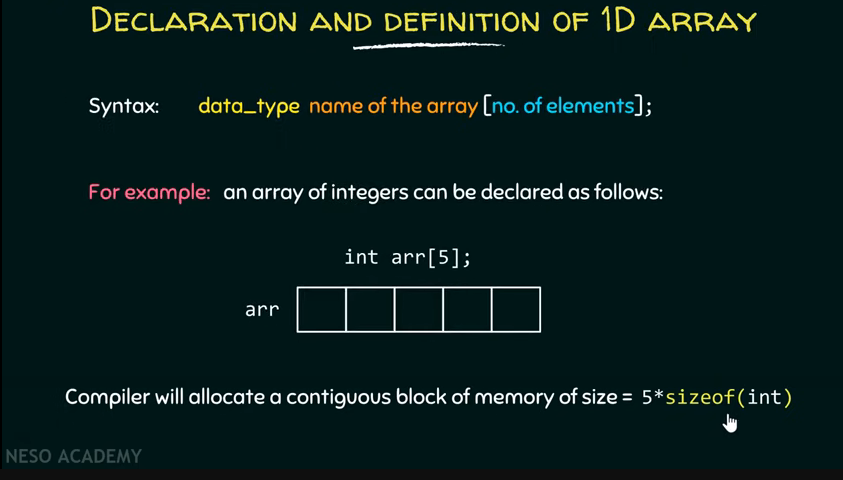 DECLARATION AND DEFINITION OF 1D ARRAY
Syntax: data_type name of the array [no. of elements];
For example: an array of integers can be declared as follows:
int arr[5];
arr
Compiler will allocate a contiguous block of memory of size = 5*sizeof(int)
NESO ACADEMY